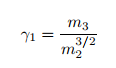 γ₁ = m₃ / m₂^{3/2}